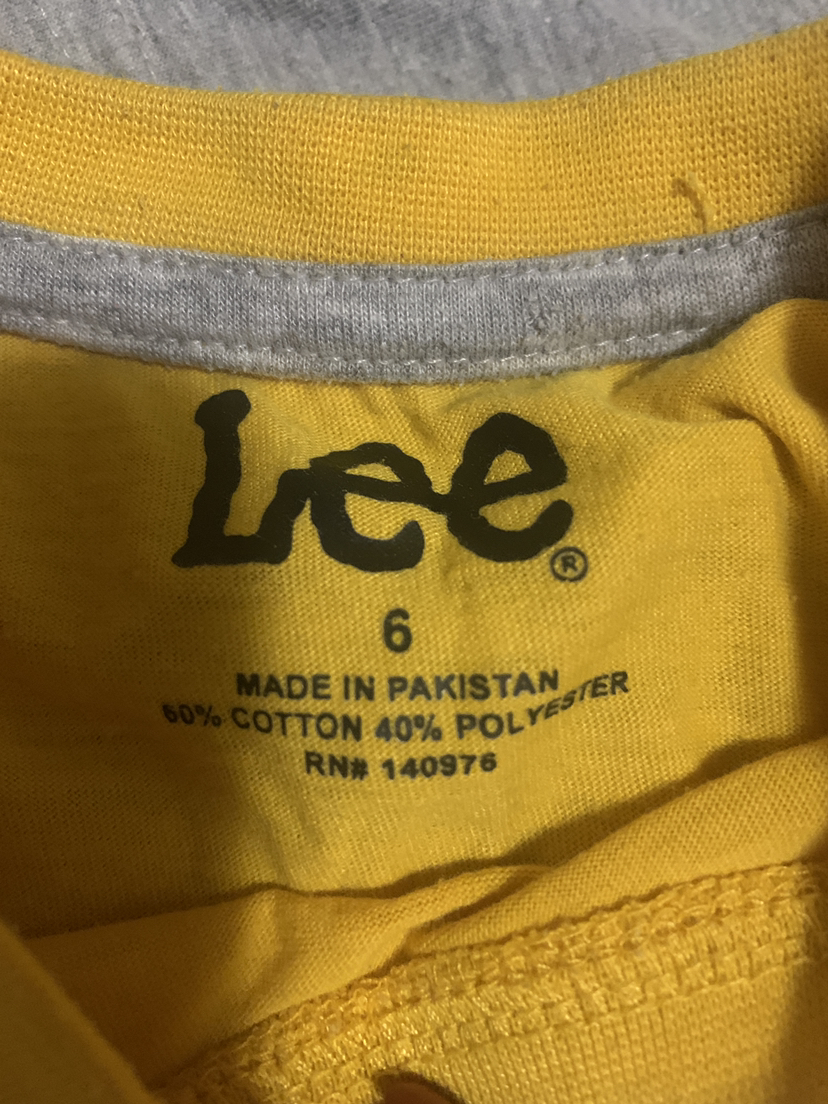 Lee®
6
MADE IN PAKISTAN
60% COTTON 40% POLYESTER
RN# 140976